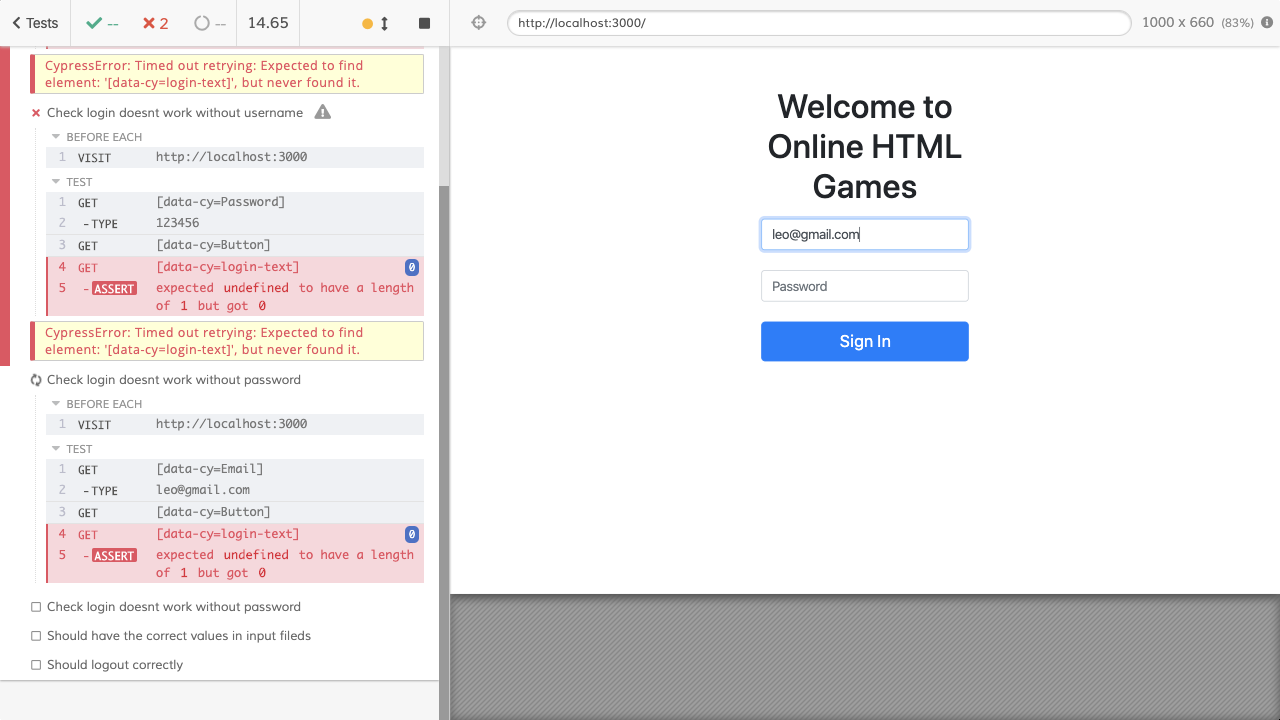 Tests
--
2
--
14.65
http://localhost:3000/
1000 x 660 (83%)
CypressError: Timed out retrying: Expected to find
element: '[data-cy=login-text]', but never found it.
Check login doesnt work without username
BEFORE EACH
1 VISIT http://localhost:3000
TEST
1 GET [data-cy=Password]
2 -TYPE 123456
3 GET [data-cy=Button]
4 GET [data-cy=login-text] 0
5 -ASSERT expected undefined to have a length
of 1 but got 0
CypressError: Timed out retrying: Expected to find
element: '[data-cy=login-text]', but never found it.
Check login doesnt work without password
BEFORE EACH
1 VISIT http://localhost:3000
TEST
1 GET [data-cy=Email]
2 -TYPE leo@gmail.com
3 GET [data-cy=Button]
4 GET [data-cy=login-text] 0
5 -ASSERT expected undefined to have a length
of 1 but got 0
Check login doesnt work without password
Should have the correct values in input fileds
Should logout correctly
Welcome to
Online HTML
Games
leo@gmail.com
Password
Sign In